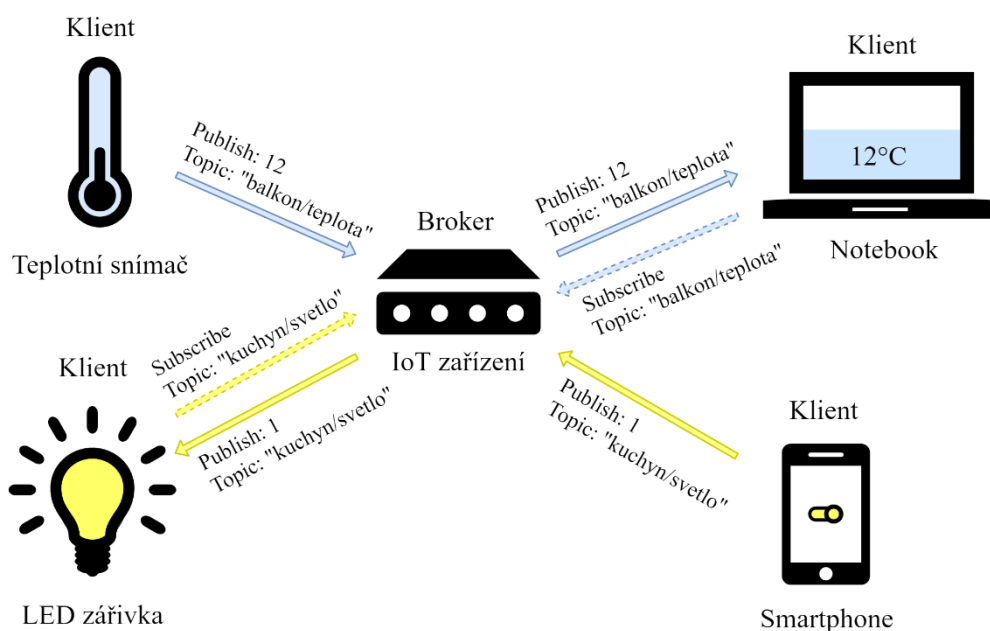 Klient
Teplotní snímač
Publish: 12
Topic: "balkon/teplota"
Broker
IoT zařízení
Publish: 12
Topic: "balkon/teplota"
Subscribe
Topic: "balkon/teplota"
Klient
12°C
Notebook
Klient
LED zářivka
Subscribe
Topic: "kuchyn/svetlo"
Publish: 1
Topic: "kuchyn/svetlo"
Publish: 1
Topic: "kuchyn/svetlo"
Klient
Smartphone